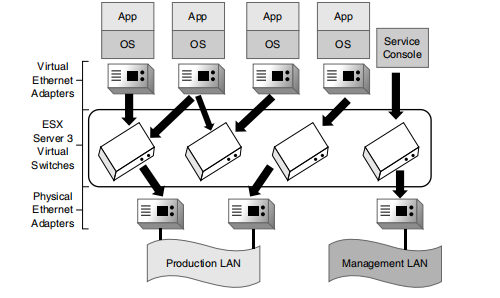 App
App
App
App
OS
OS
OS
OS
Service
Console
Virtual
Ethernet
Adapters
ESX
Server 3
Virtual
Switches
Physical
Ethernet
Adapters
Production LAN
Management LAN